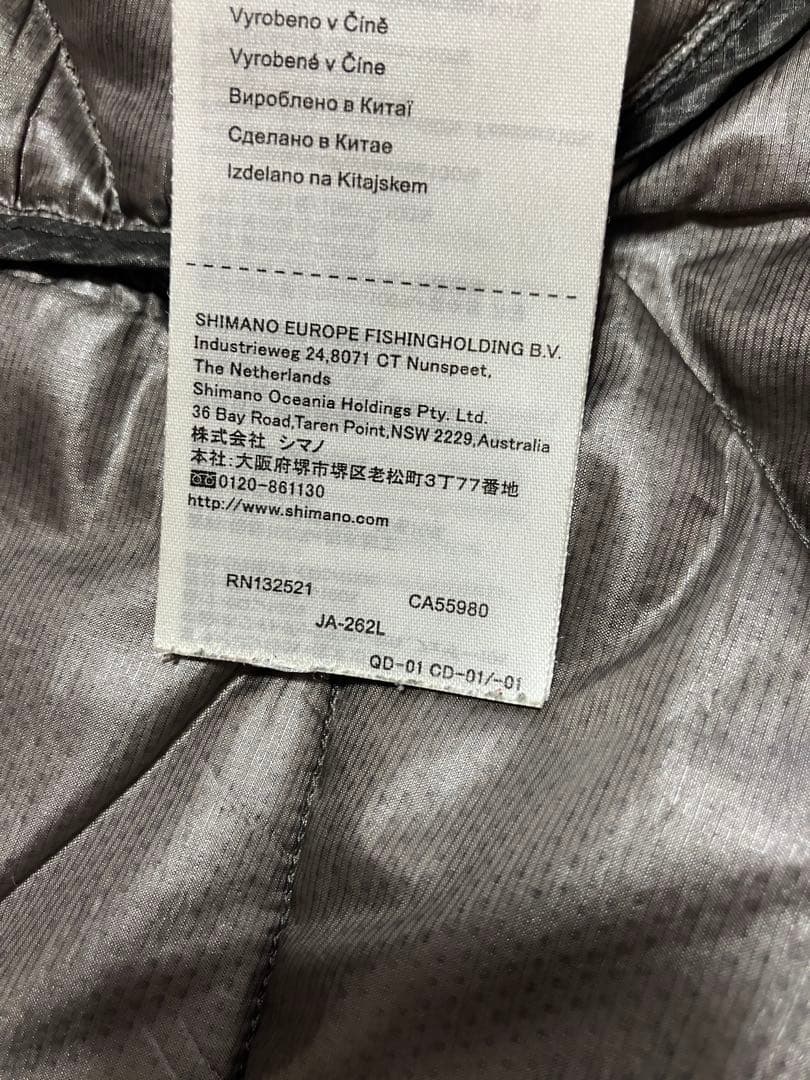 Vyrobeno v Číně
Vyrobené v Číne
Вироблено в Китаї
Сделано в Китае
Izdelano na Kitajskem
SHIMANO EUROPE FISHINGHOLDING B.V.
Industrieweg 24,8071 CT Nunspeet,
The Netherlands
Shimano Oceania Holdings Pty. Ltd.
36 Bay Road,Taren Point,NSW 2229,Australia
株式会社 シマノ
本社:大阪府堺市堺区老松町3丁77番地
0120-861130
http://www.shimano.com
RN132521 CA55980
JA-262L
QD-01 CD-01/-01